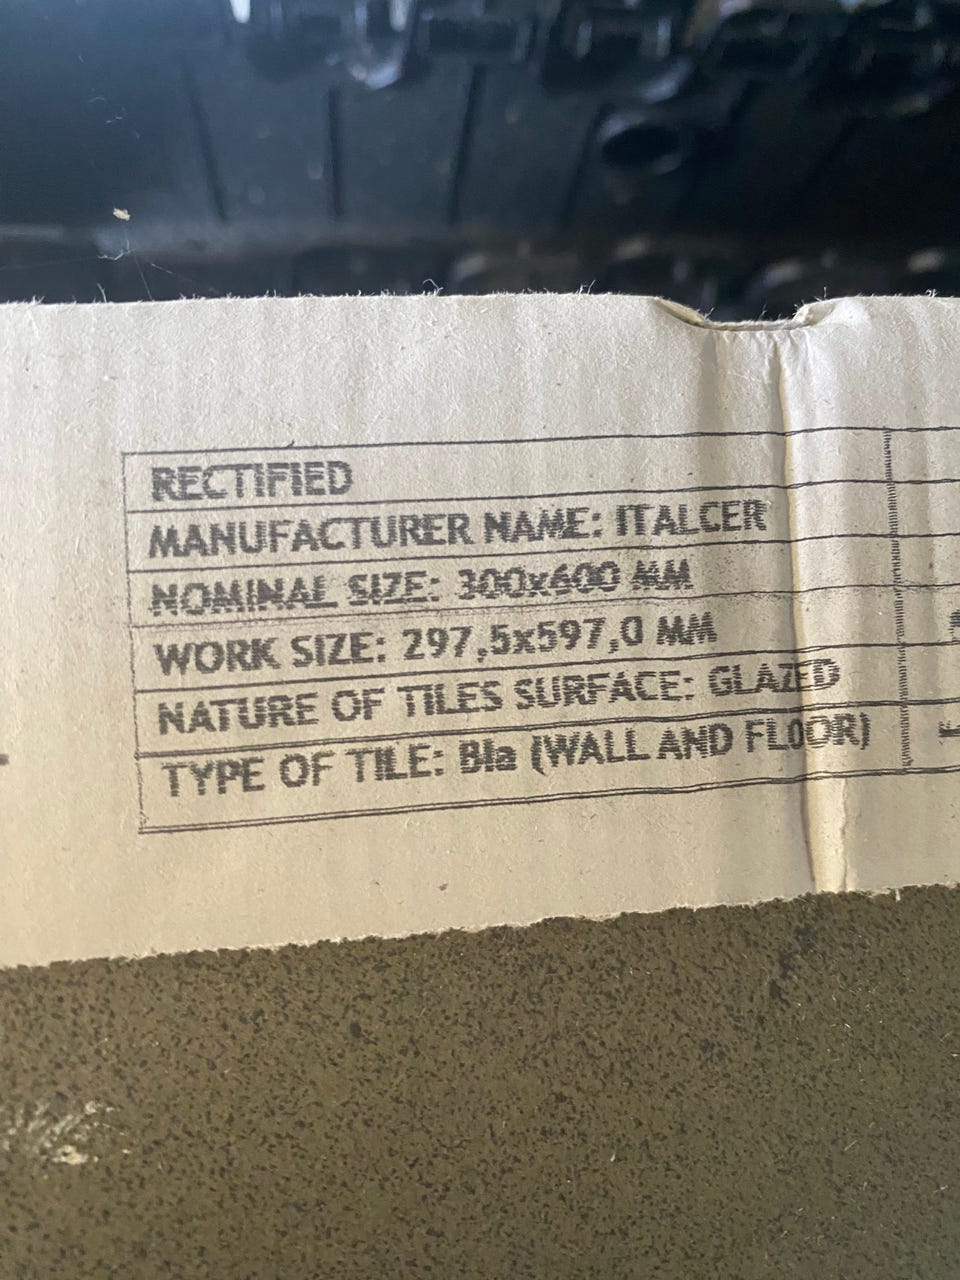 RECTIFIED
MANUFACTURER NAME: ITALCER
NOMINAL SIZE: 300x600 MM
WORK SIZE: 297,5x597,0 MM
NATURE OF TILES SURFACE: GLAZED
TYPE OF TILE: BIa (WALL AND FLOOR)